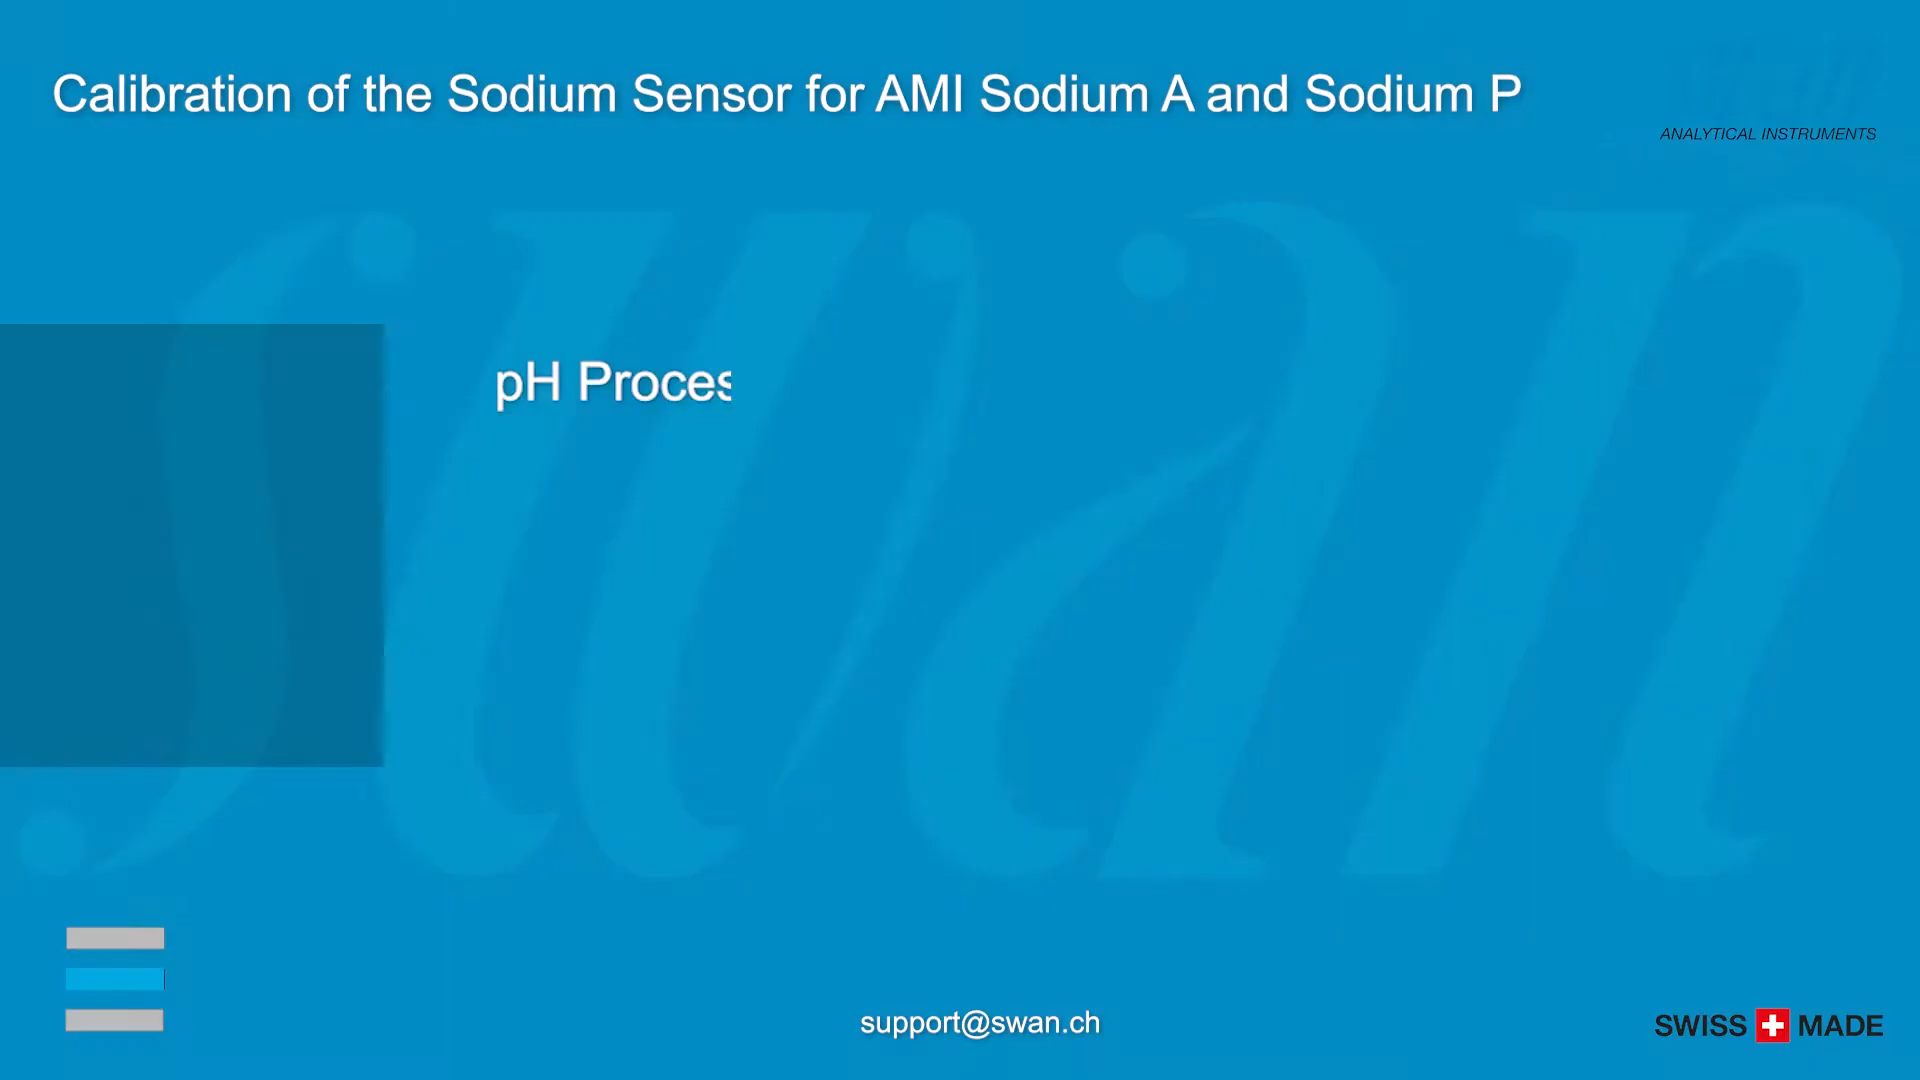 Calibration of the Sodium Sensor for AMI Sodium A and Sodium P
ANALYTICAL INSTRUMENTS
swan
pH Proces
support@swan.ch
SWISS MADE